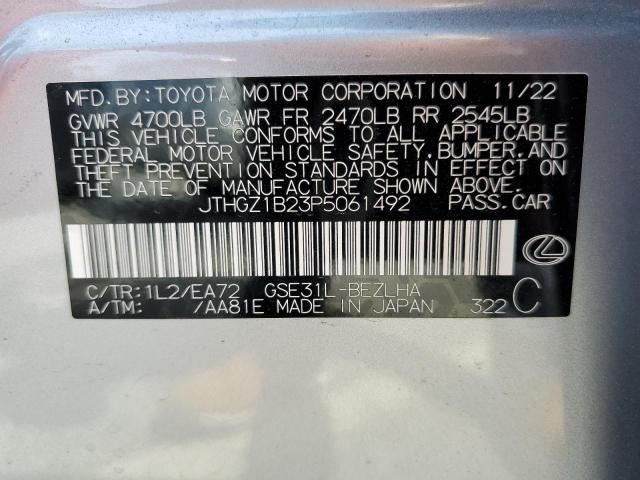 MFD. BY: TOYOTA MOTOR CORPORATION 11/22
GVWR 4700LB GAWR FR 2470LB RR 2545LB
THIS VEHICLE CONFORMS TO ALL APPLICABLE
FEDERAL MOTOR VEHICLE SAFETY, BUMPER, AND
THEFT PREVENTION STANDARDS IN EFFECT ON
THE DATE OF MANUFACTURE SHOWN ABOVE.
JTHGZ1B23P5061492 PASS. CAR
C/TR: 1L2/EA72 GSE31L-BEZLHA C
A/TM: /AA81E MADE IN JAPAN 322